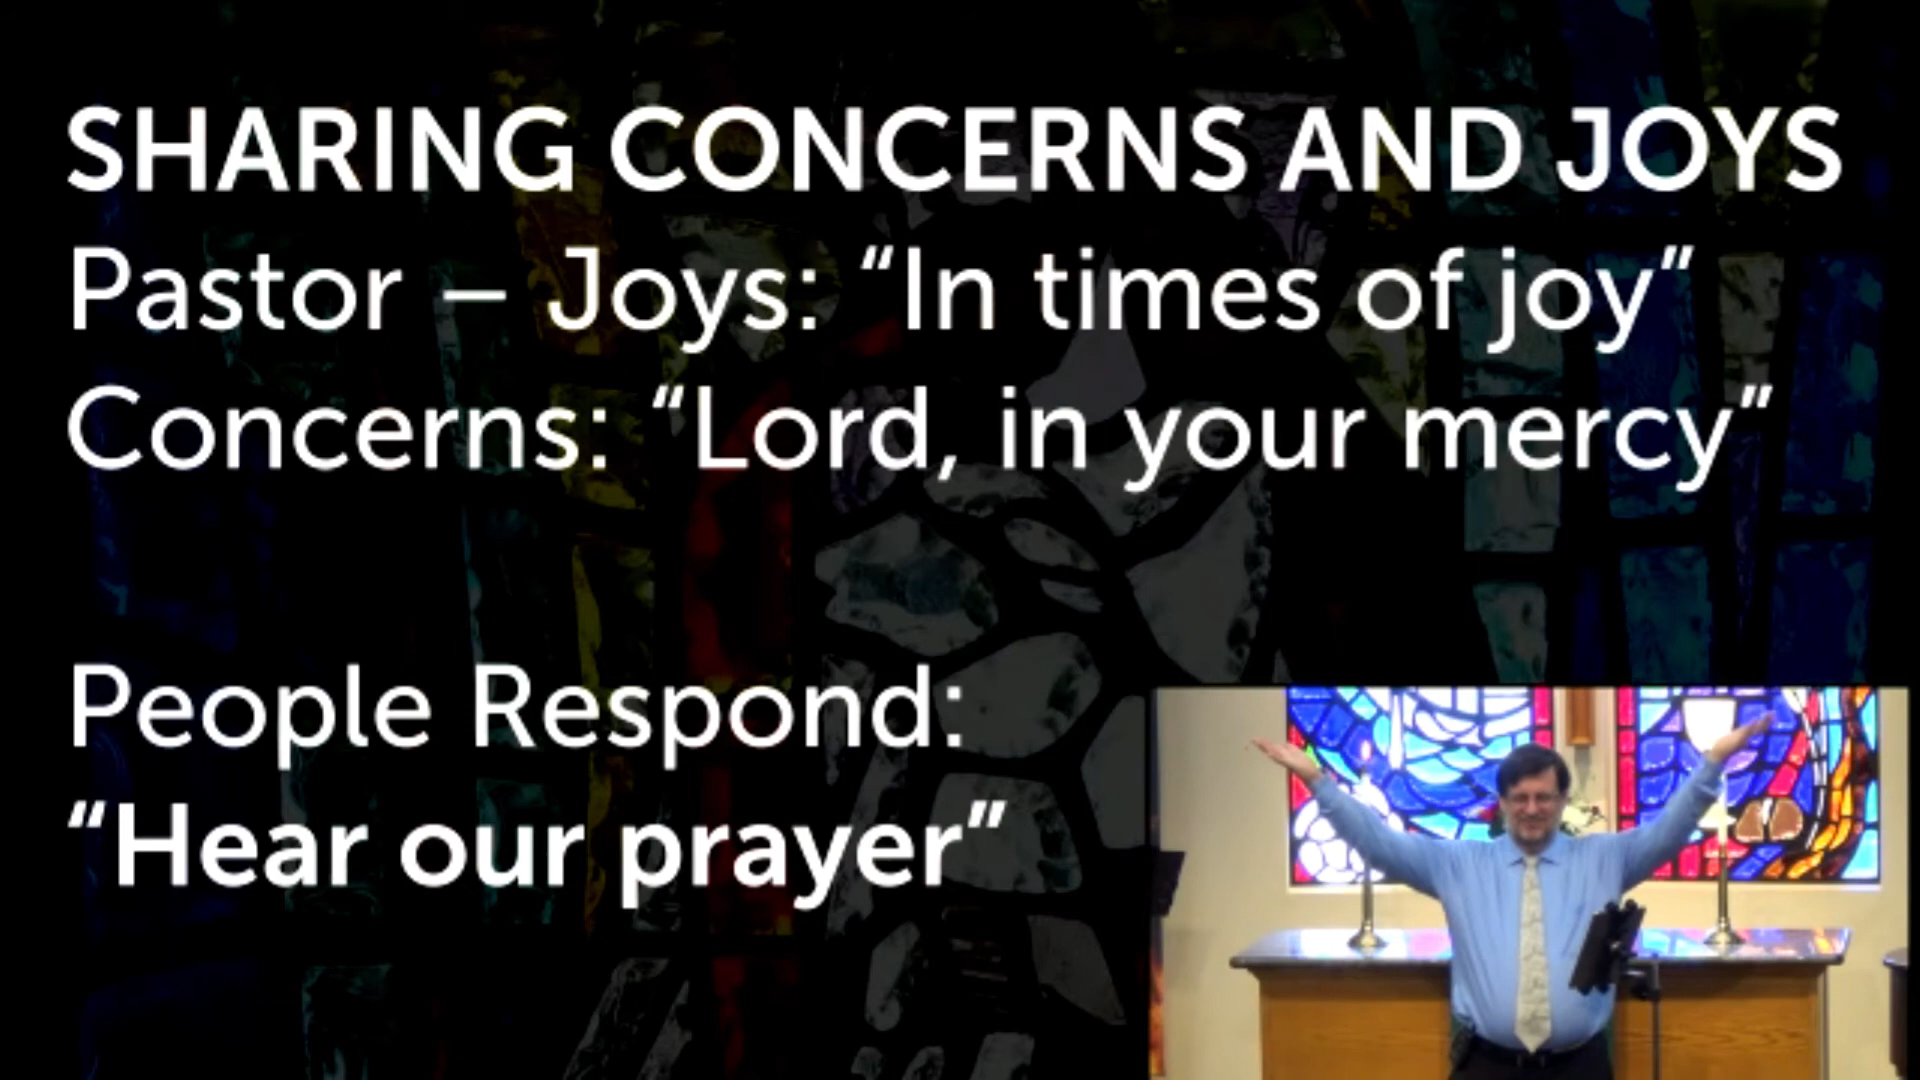 SHARING CONCERNS AND JOYS
Pastor – Joys: “In times of joy”
Concerns: “Lord, in your mercy”
People Respond:
“Hear our prayer”